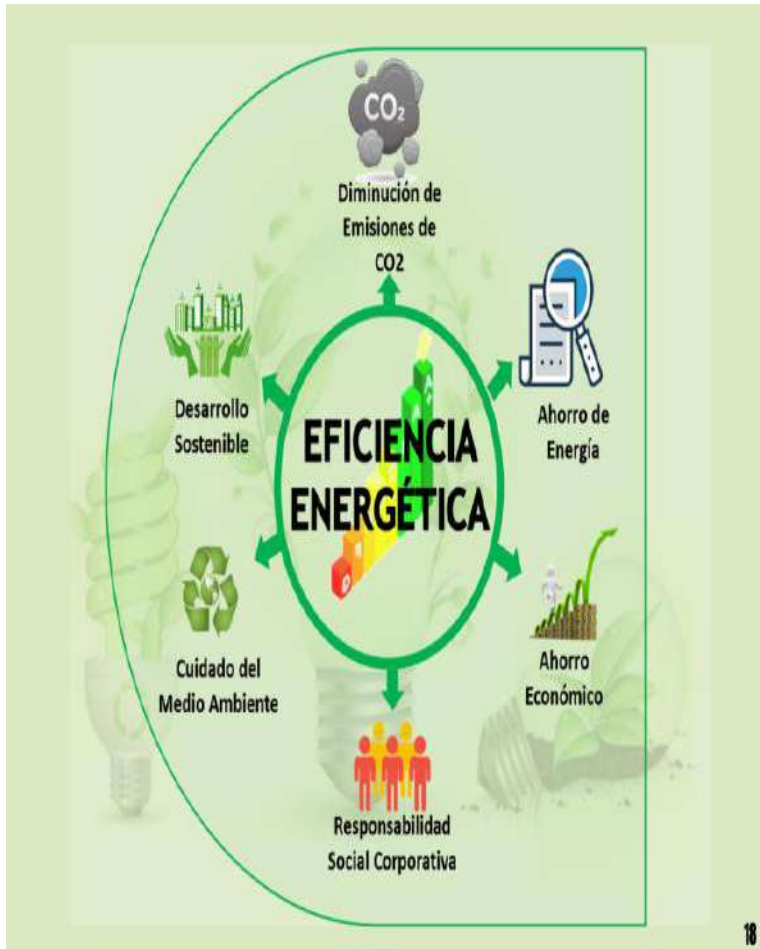 CO₂
Diminución de
Emisiones de
CO2
Ahorro de
Energía
Ahorro
Económico
Responsabilidad
Social Corporativa
Cuidado del
Medio Ambiente
Desarrollo
Sostenible
EFICIENCIA
ENERGÉTICA
18